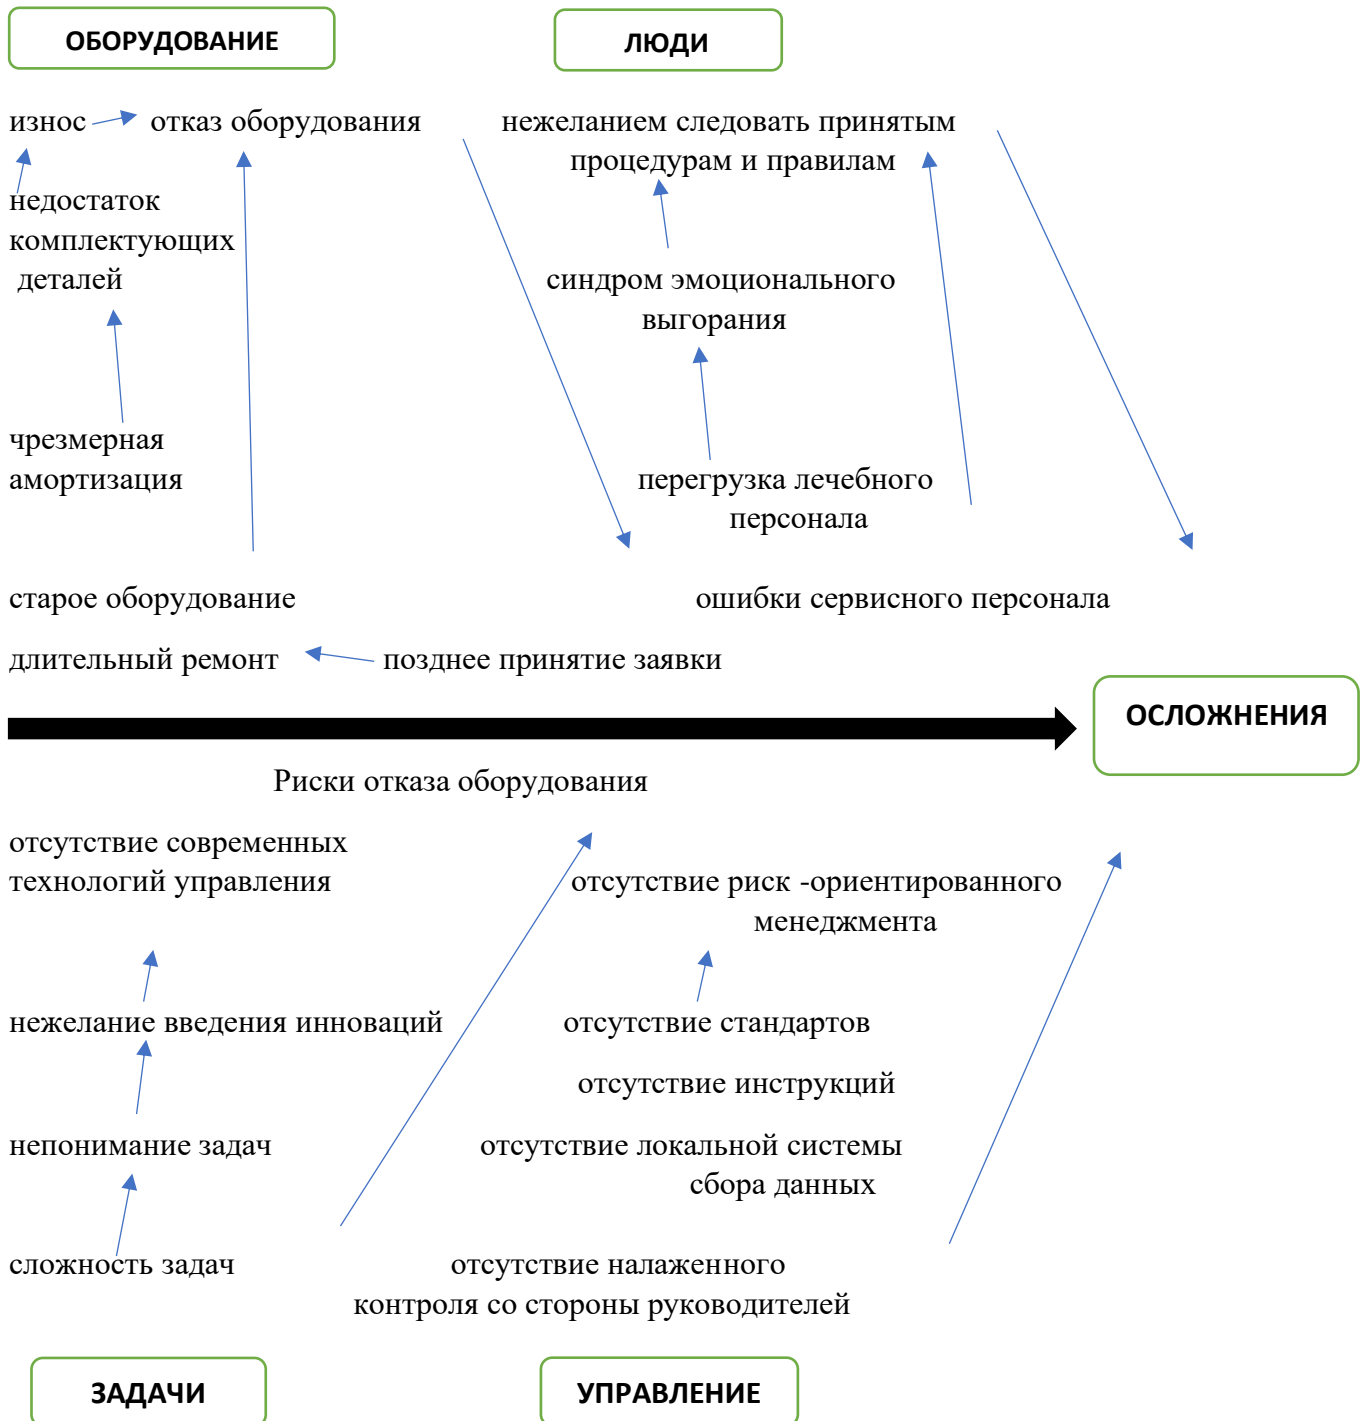 ОБОРУДОВАНИЕ
ЛЮДИ
износ
отказ оборудования
нежеланием следовать принятым
процедурам и правилам
недостаток
комплектующих
деталей
синдром эмоционального
выгорания
чрезмерная
амортизация
перегрузка лечебного
персонала
старое оборудование
ошибки сервисного персонала
длительный ремонт
позднее принятие заявки
ОСЛОЖНЕНИЯ
Риски отказа оборудования
отсутствие современных
технологий управления
отсутствие риск -ориентированного
менеджмента
нежелание введения инноваций
отсутствие стандартов
отсутствие инструкций
непонимание задач
отсутствие локальной системы
сбора данных
сложность задач
отсутствие налаженного
контроля со стороны руководителей
ЗАДАЧИ
УПРАВЛЕНИЕ